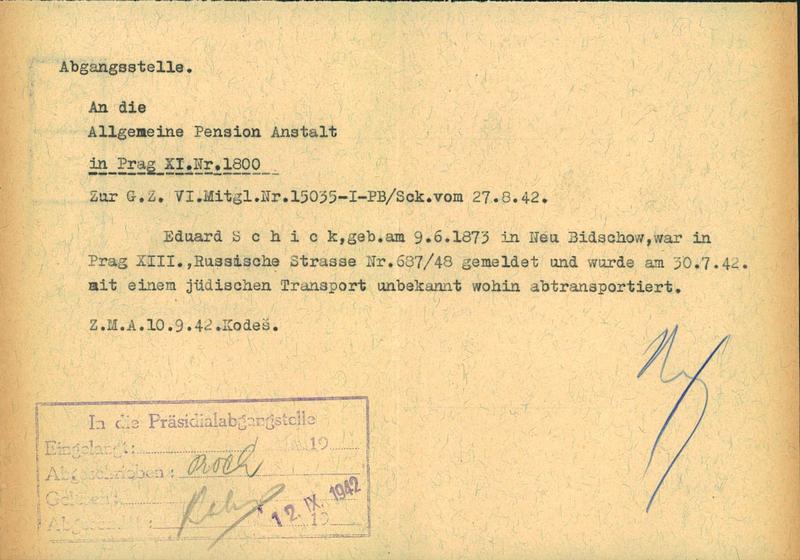 Abgangsstelle.
An die
Allgemeine Pension Anstalt
in Prag XI.Nr.1800
Zur G.Z. VI.Mitgl.Nr.15035-I-PB/Sck.vom 27.8.42.
Eduard S c h i c k,geb.am 9.6.1873 in Neu Bidschow,war in
Prag XIII.,Russische Strasse Nr.687/48 gemeldet und wurde am 30.7.42.
mit einem jüdischen Transport unbekannt wohin abtransportiert.
Z.M.A.10.9.42.Kodeš.
In die Präsidialabgangstelle
Eingelangt: 19
Abgeschrieben:
Gelesen:
12. IX. 1942
19